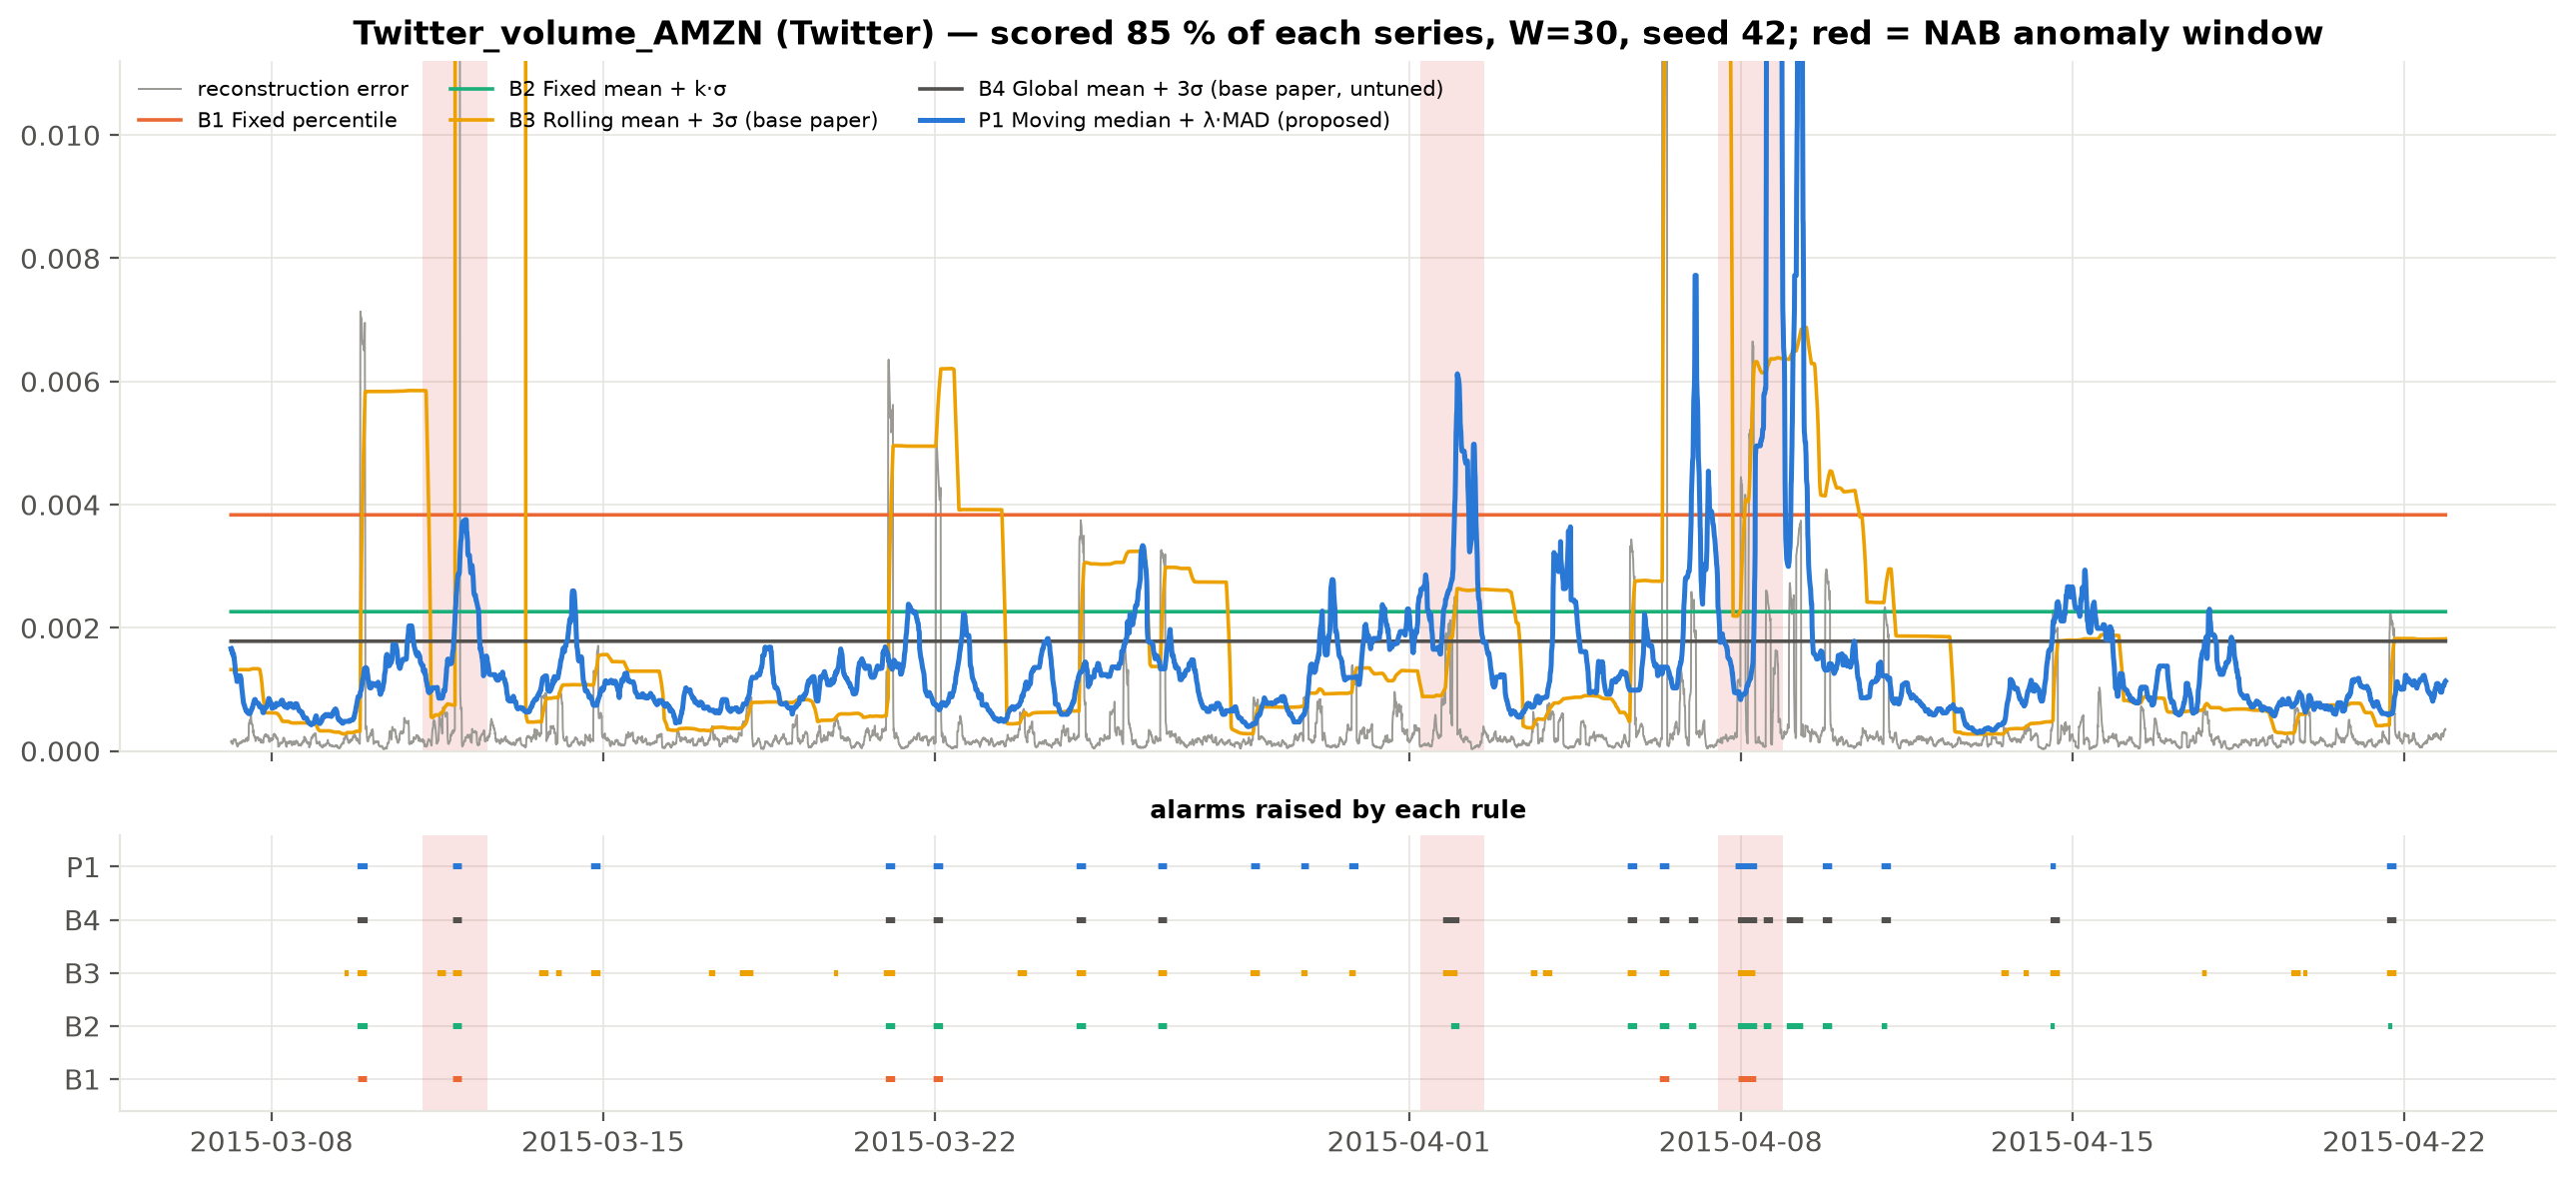 Twitter_volume_AMZN (Twitter) — scored 85 % of each series, W=30, seed 42; red = NAB anomaly window
reconstruction error
B1 Fixed percentile
B2 Fixed mean + k·σ
B3 Rolling mean + 3σ (base paper)
B4 Global mean + 3σ (base paper, untuned)
P1 Moving median + λ·MAD (proposed)
0.010
0.008
0.006
0.004
0.002
0.000
alarms raised by each rule
P1
B4
B3
B2
B1
2015-03-08
2015-03-15
2015-03-22
2015-04-01
2015-04-08
2015-04-15
2015-04-22